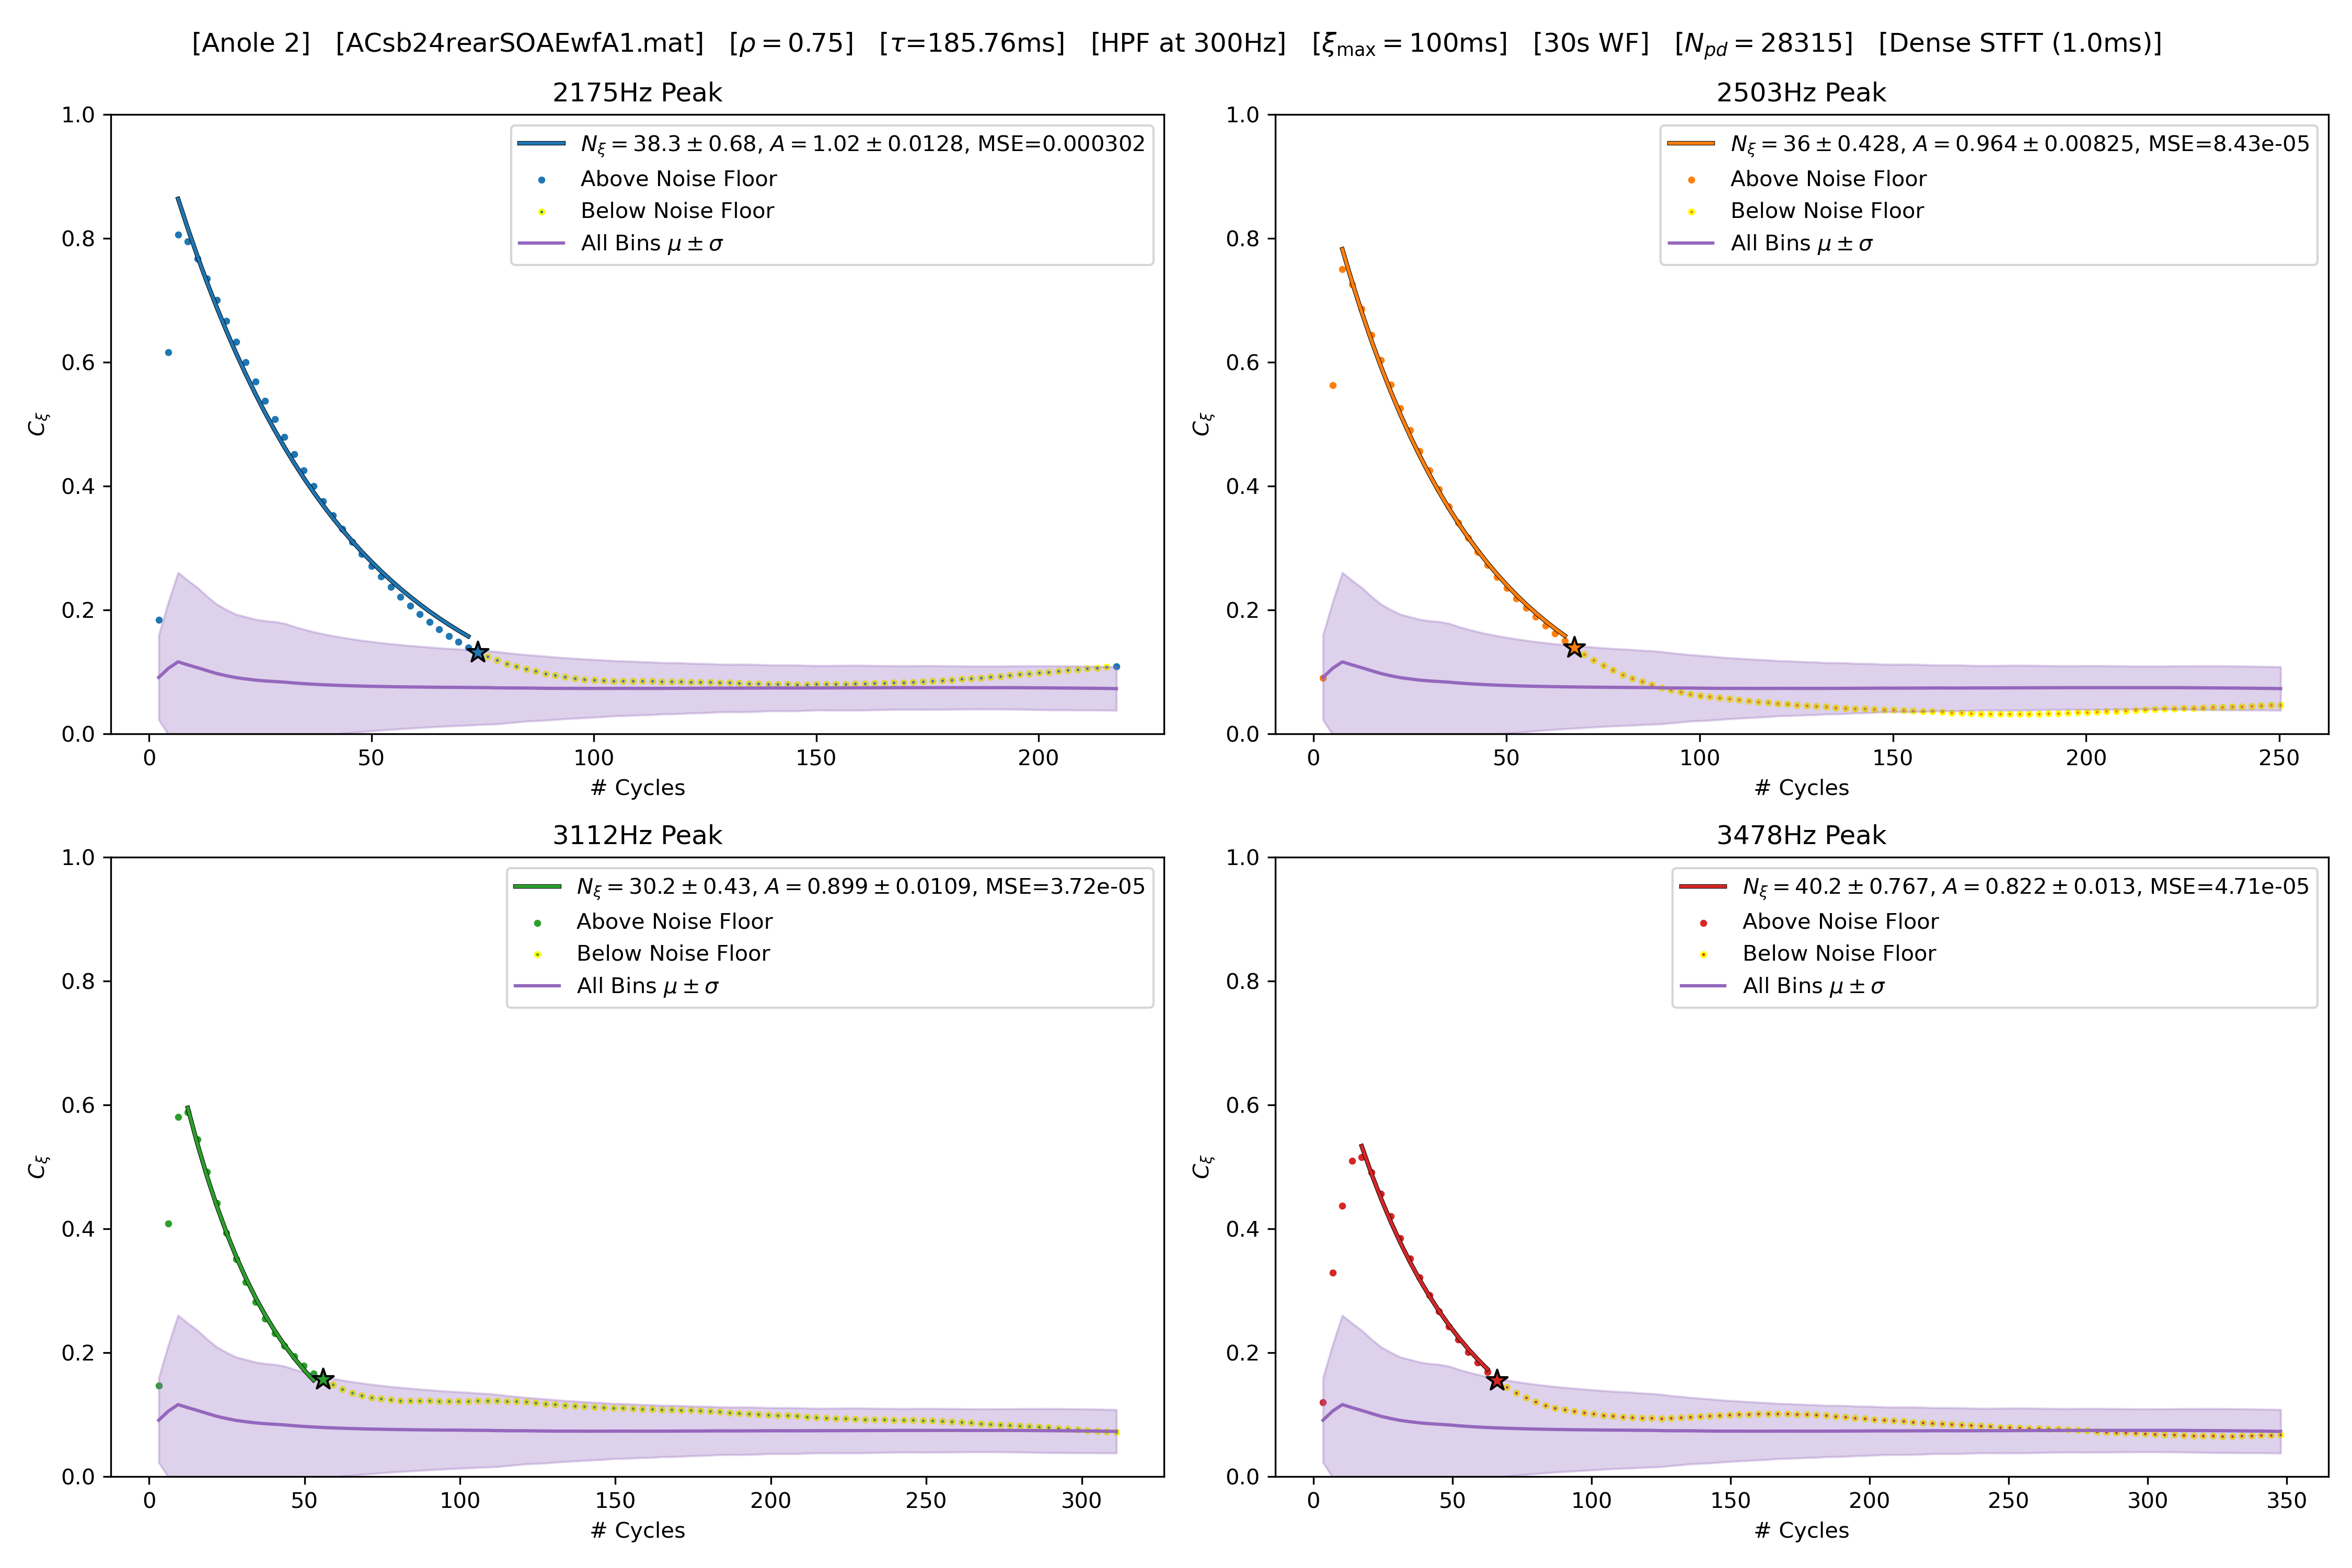 [Anole 2] [ACsb24rearSOAEwfA1.mat] [ρ = 0.75] [τ=185.76ms] [HPF at 300Hz] [ξmax = 100ms] [30s WF] [Npd = 28315] [Dense STFT (1.0ms)]
2175Hz Peak
Nξ = 38.3 ± 0.68, A = 1.02 ± 0.0128, MSE=0.000302
Above Noise Floor
Below Noise Floor
All Bins μ ± σ
1.0
0.8
0.6
0.4
0.2
0.0
Cξ
0 50 100 150 200
# Cycles
2503Hz Peak
Nξ = 36 ± 0.428, A = 0.964 ± 0.00825, MSE=8.43e-05
Above Noise Floor
Below Noise Floor
All Bins μ ± σ
1.0
0.8
0.6
0.4
0.2
0.0
Cξ
0 50 100 150 200 250
# Cycles
3112Hz Peak
Nξ = 30.2 ± 0.43, A = 0.899 ± 0.0109, MSE=3.72e-05
Above Noise Floor
Below Noise Floor
All Bins μ ± σ
1.0
0.8
0.6
0.4
0.2
0.0
Cξ
0 50 100 150 200 250 300
# Cycles
3478Hz Peak
Nξ = 40.2 ± 0.767, A = 0.822 ± 0.013, MSE=4.71e-05
Above Noise Floor
Below Noise Floor
All Bins μ ± σ
1.0
0.8
0.6
0.4
0.2
0.0
Cξ
0 50 100 150 200 250 300 350
# Cycles